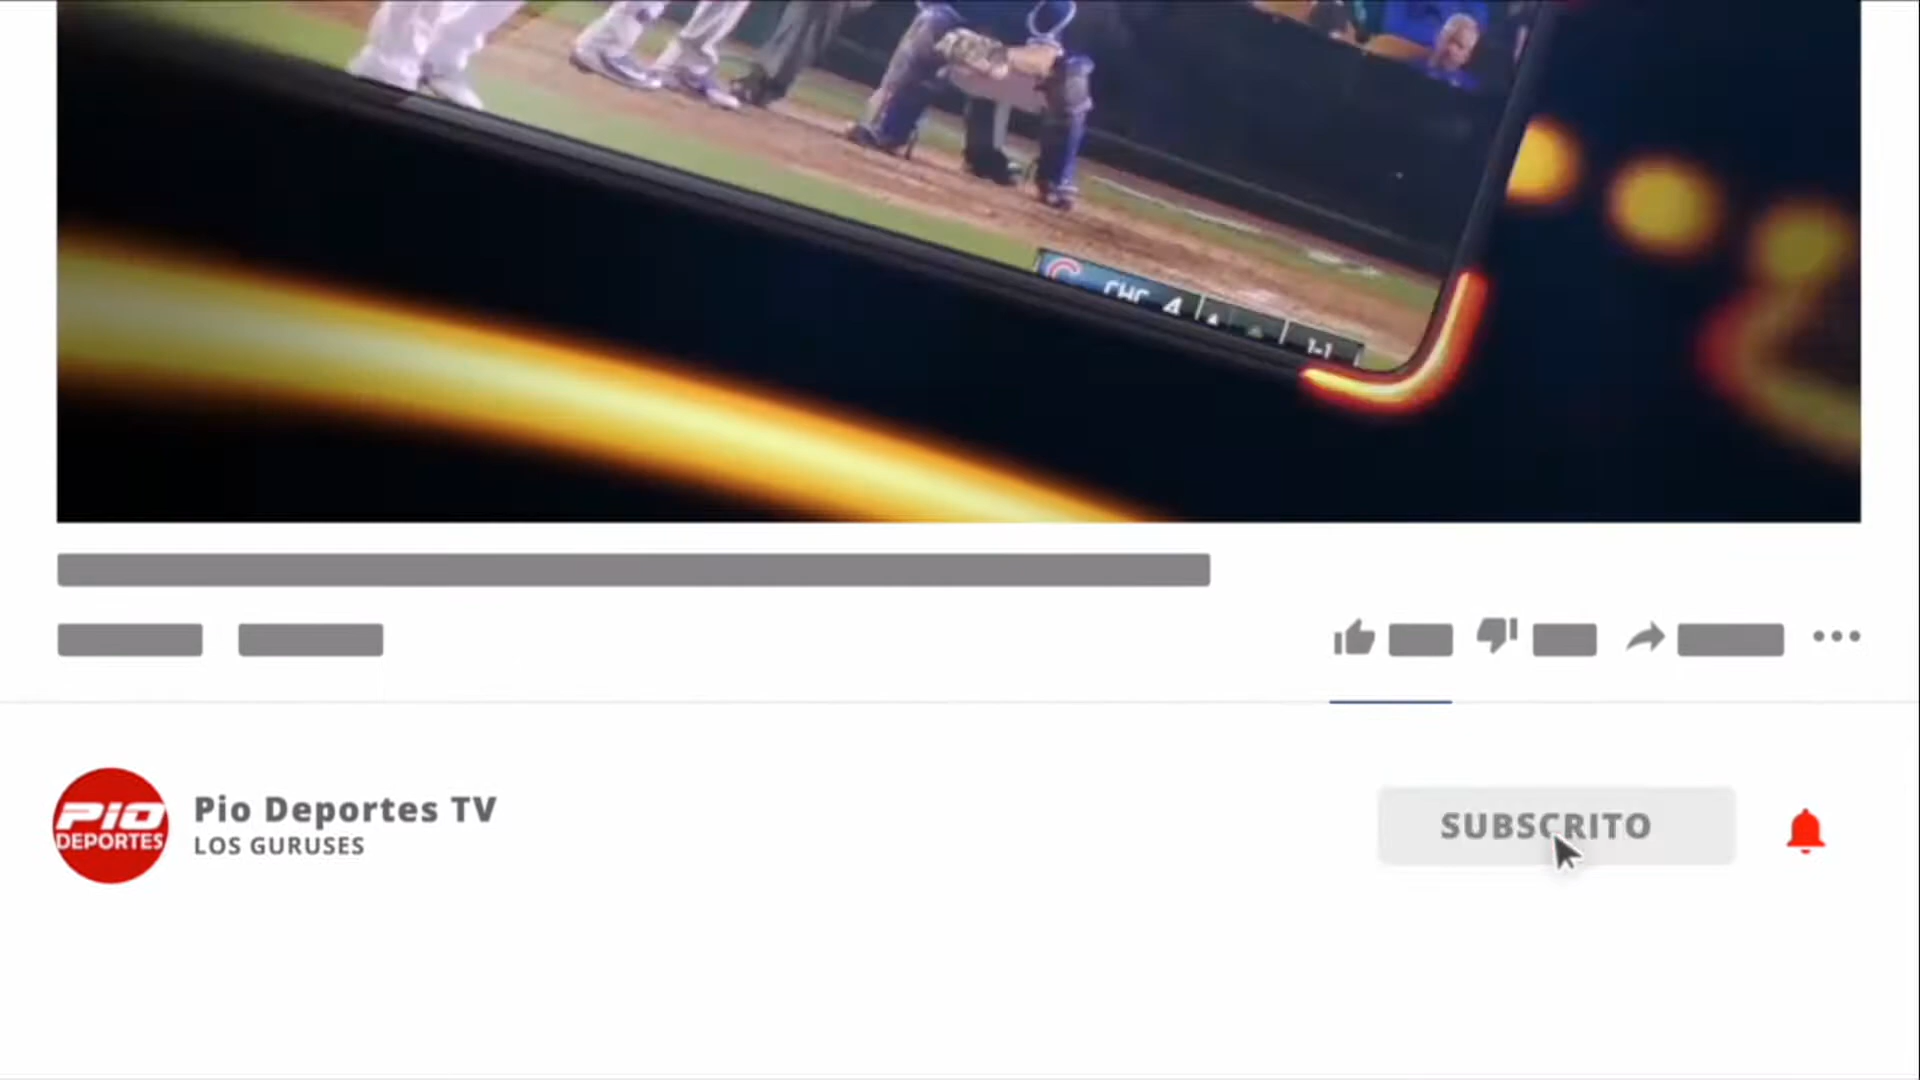 CHC 4
1-1
PIO
DEPORTES
Pio Deportes TV
LOS GURUSES
SUBSCRITO